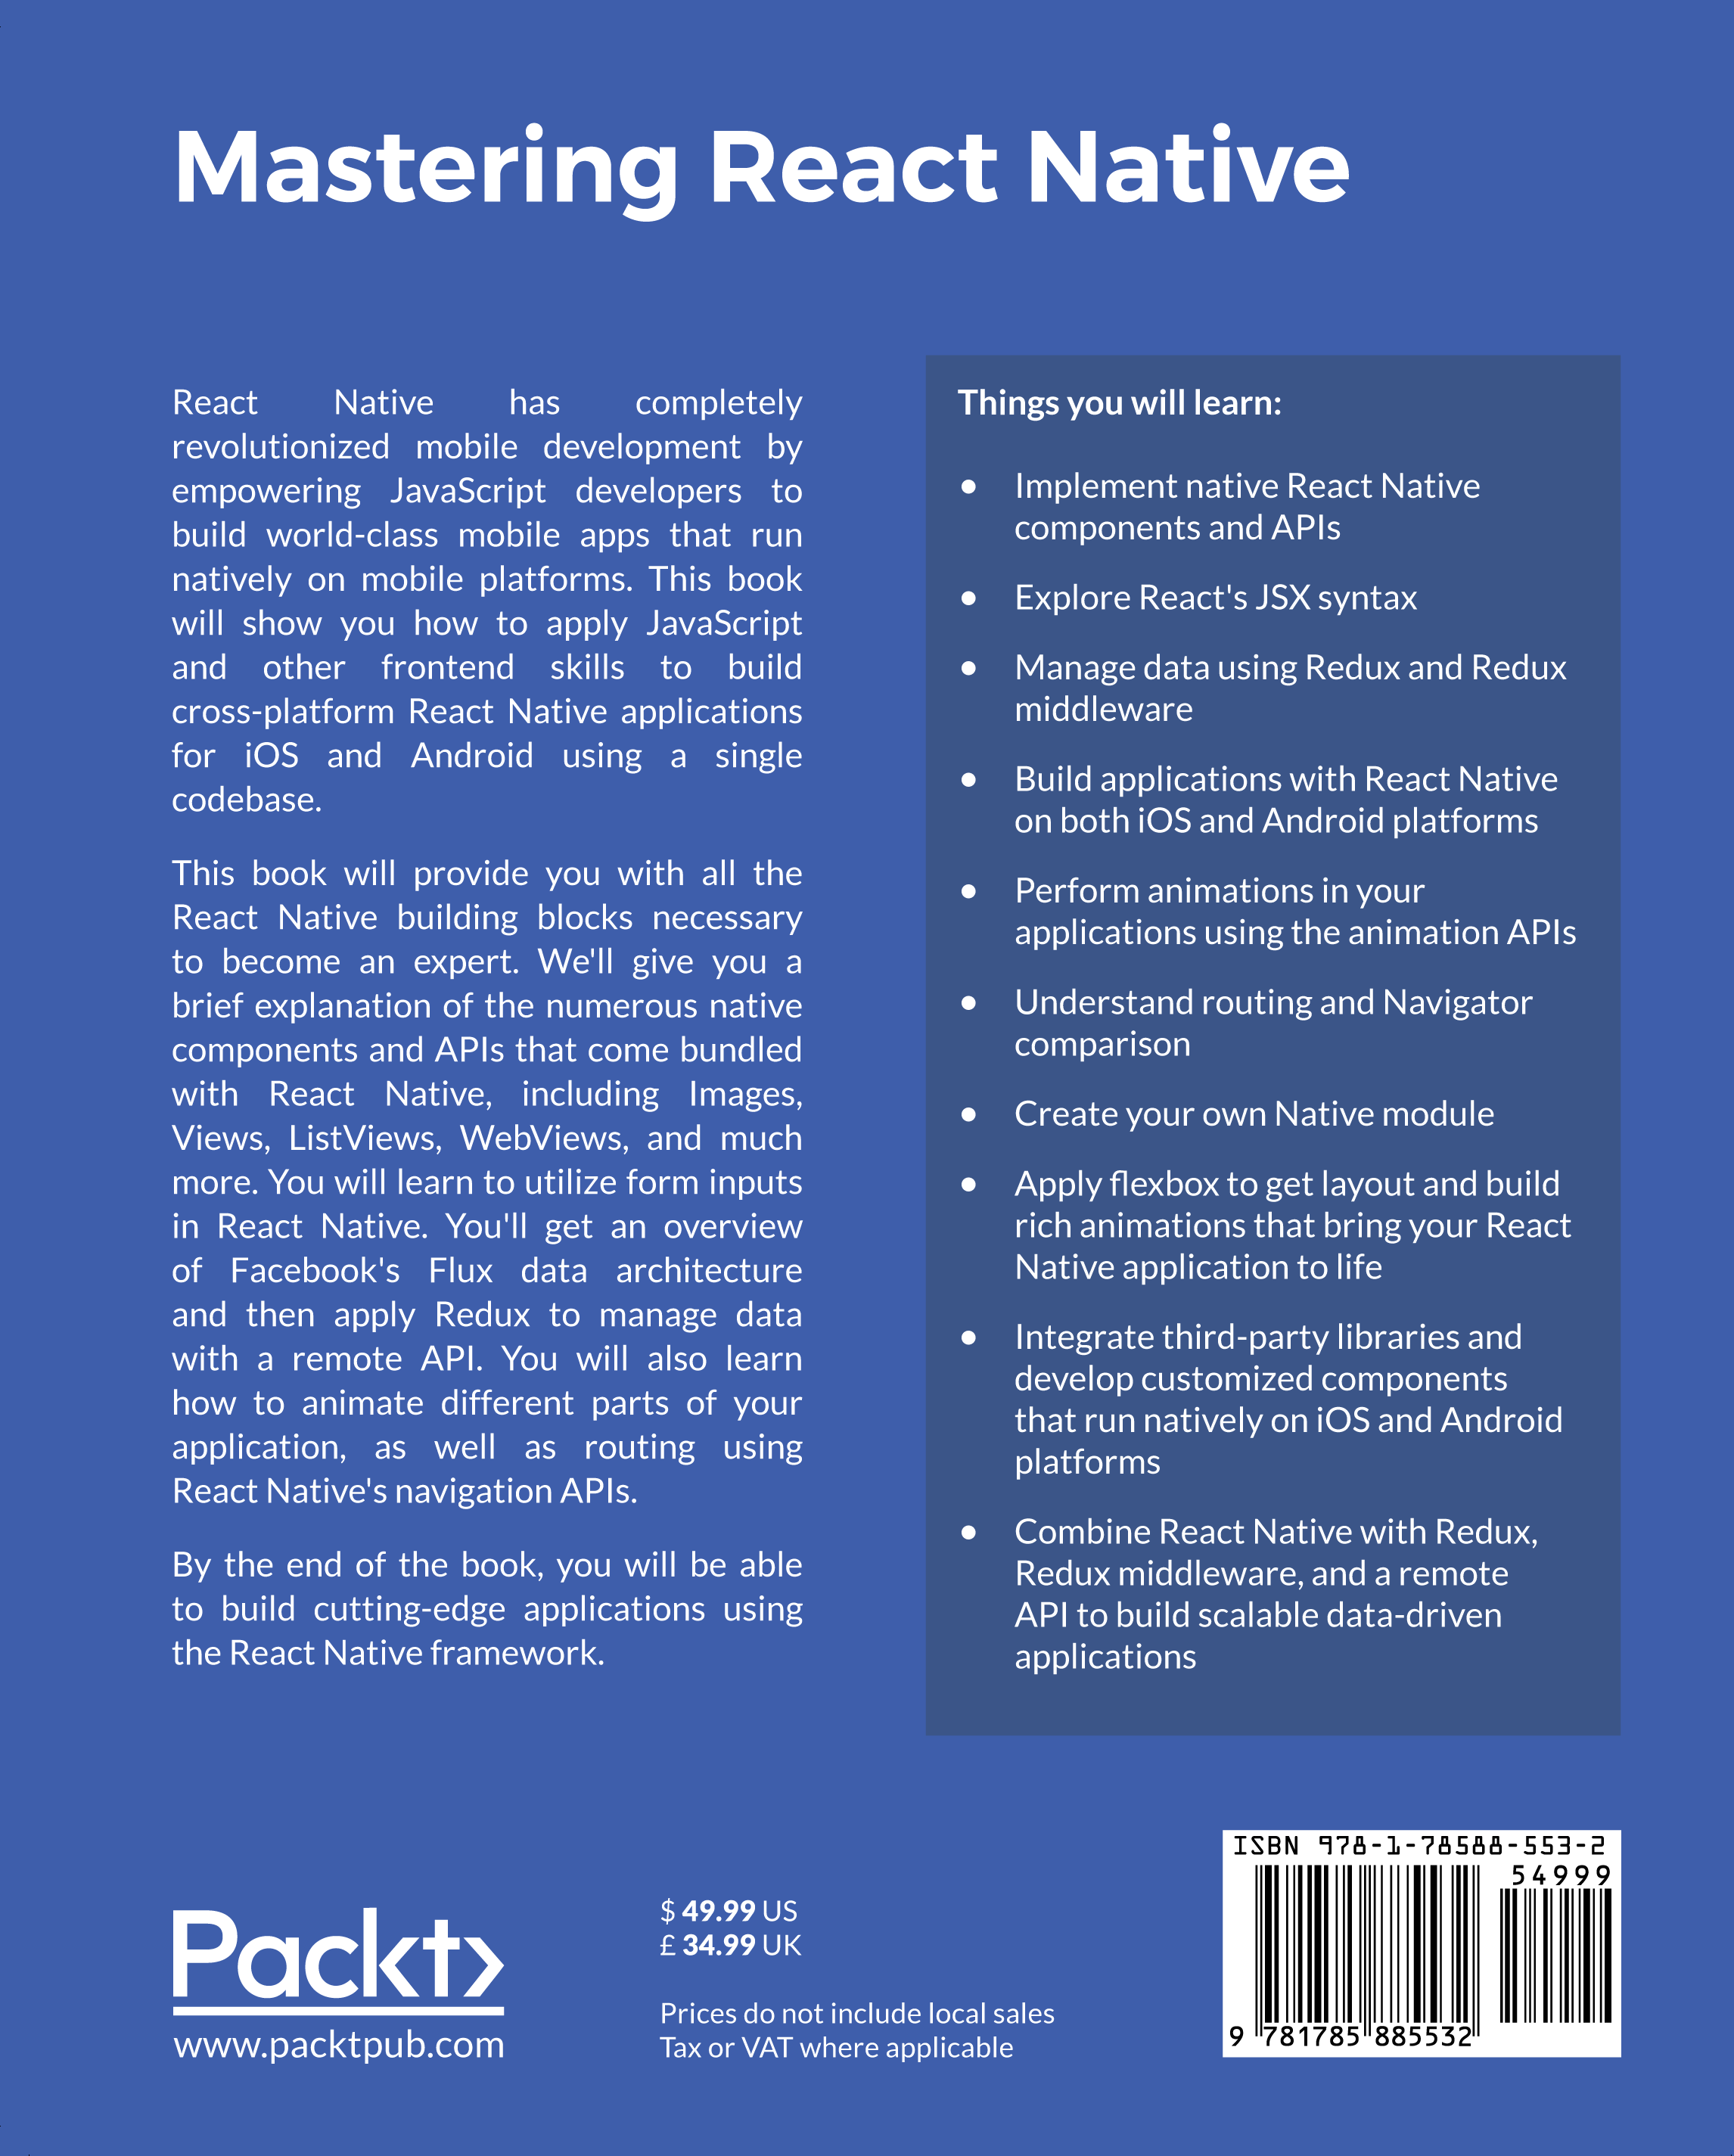 Mastering React Native
React Native has completely
revolutionized mobile development by
empowering JavaScript developers to
build world-class mobile apps that run
natively on mobile platforms. This book
will show you how to apply JavaScript
and other frontend skills to build
cross-platform React Native applications
for iOS and Android using a single
codebase.
This book will provide you with all the
React Native building blocks necessary
to become an expert. We'll give you a
brief explanation of the numerous native
components and APIs that come bundled
with React Native, including Images,
Views, ListViews, WebViews, and much
more. You will learn to utilize form inputs
in React Native. You'll get an overview
of Facebook's Flux data architecture
and then apply Redux to manage data
with a remote API. You will also learn
how to animate different parts of your
application, as well as routing using
React Native's navigation APIs.
By the end of the book, you will be able
to build cutting-edge applications using
the React Native framework.
Things you will learn:
● Implement native React Native
components and APIs
● Explore React's JSX syntax
● Manage data using Redux and Redux
middleware
● Build applications with React Native
on both iOS and Android platforms
● Perform animations in your
applications using the animation APIs
● Understand routing and Navigator
comparison
● Create your own Native module
● Apply flexbox to get layout and build
rich animations that bring your React
Native application to life
● Integrate third-party libraries and
develop customized components
that run natively on iOS and Android
platforms
● Combine React Native with Redux,
Redux middleware, and a remote
API to build scalable data-driven
applications
Packt>
www.packtpub.com
$ 49.99 US
£ 34.99 UK
Prices do not include local sales
Tax or VAT where applicable
ISBN 978-1-78588-553-2
54999
9 781785 885532